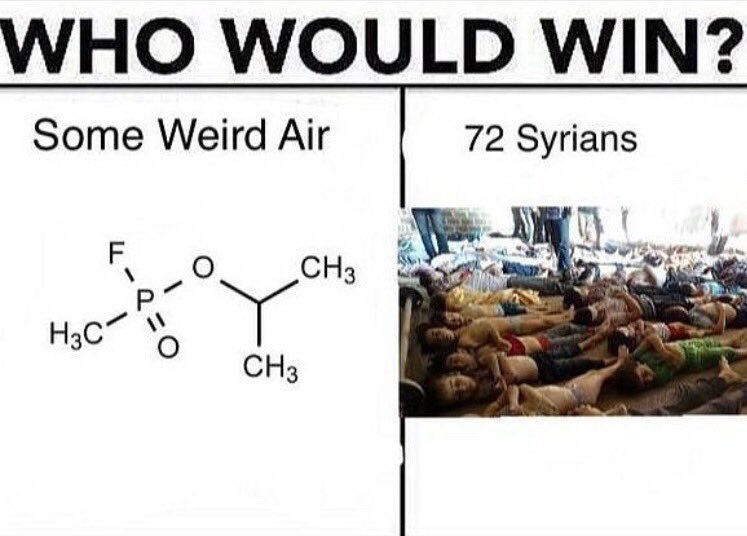 WHO WOULD WIN?
Some Weird Air
72 Syrians
F
O
CH3
P
H3C
O
CH3